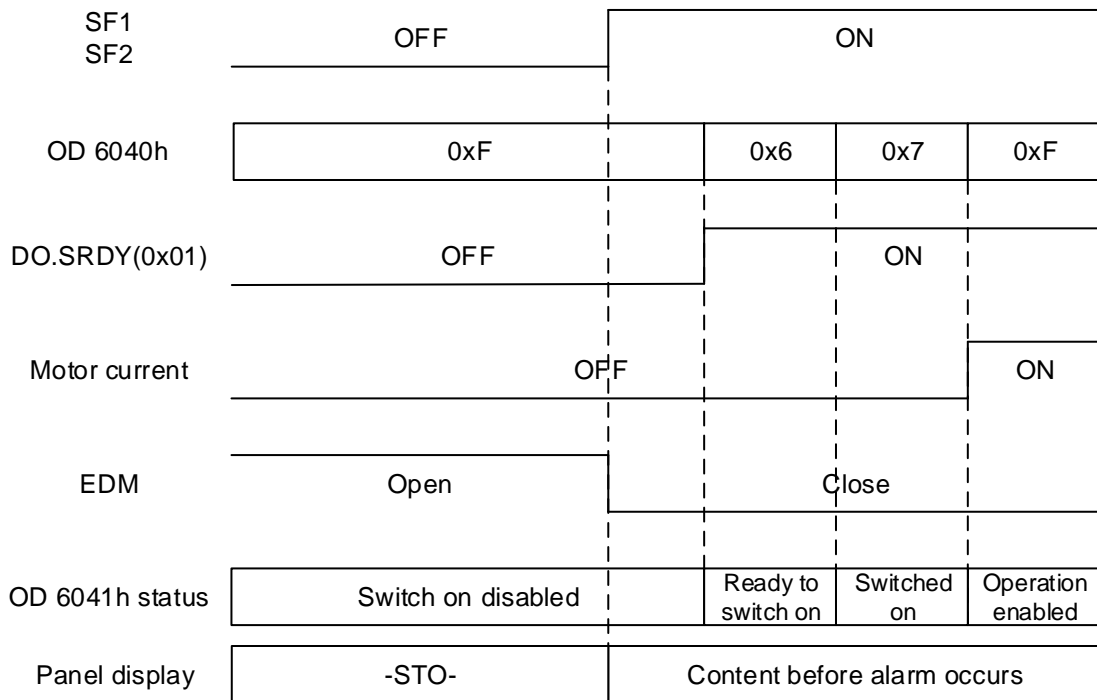 SF1
SF2
OFF
ON
OD 6040h
0xF
0x6
0x7
0xF
DO.SRDY(0x01)
OFF
ON
Motor current
OFF
ON
EDM
Open
Close
OD 6041h status
Switch on disabled
Ready to
switch on
Switched
on
Operation
enabled
Panel display
-STO-
Content before alarm occurs